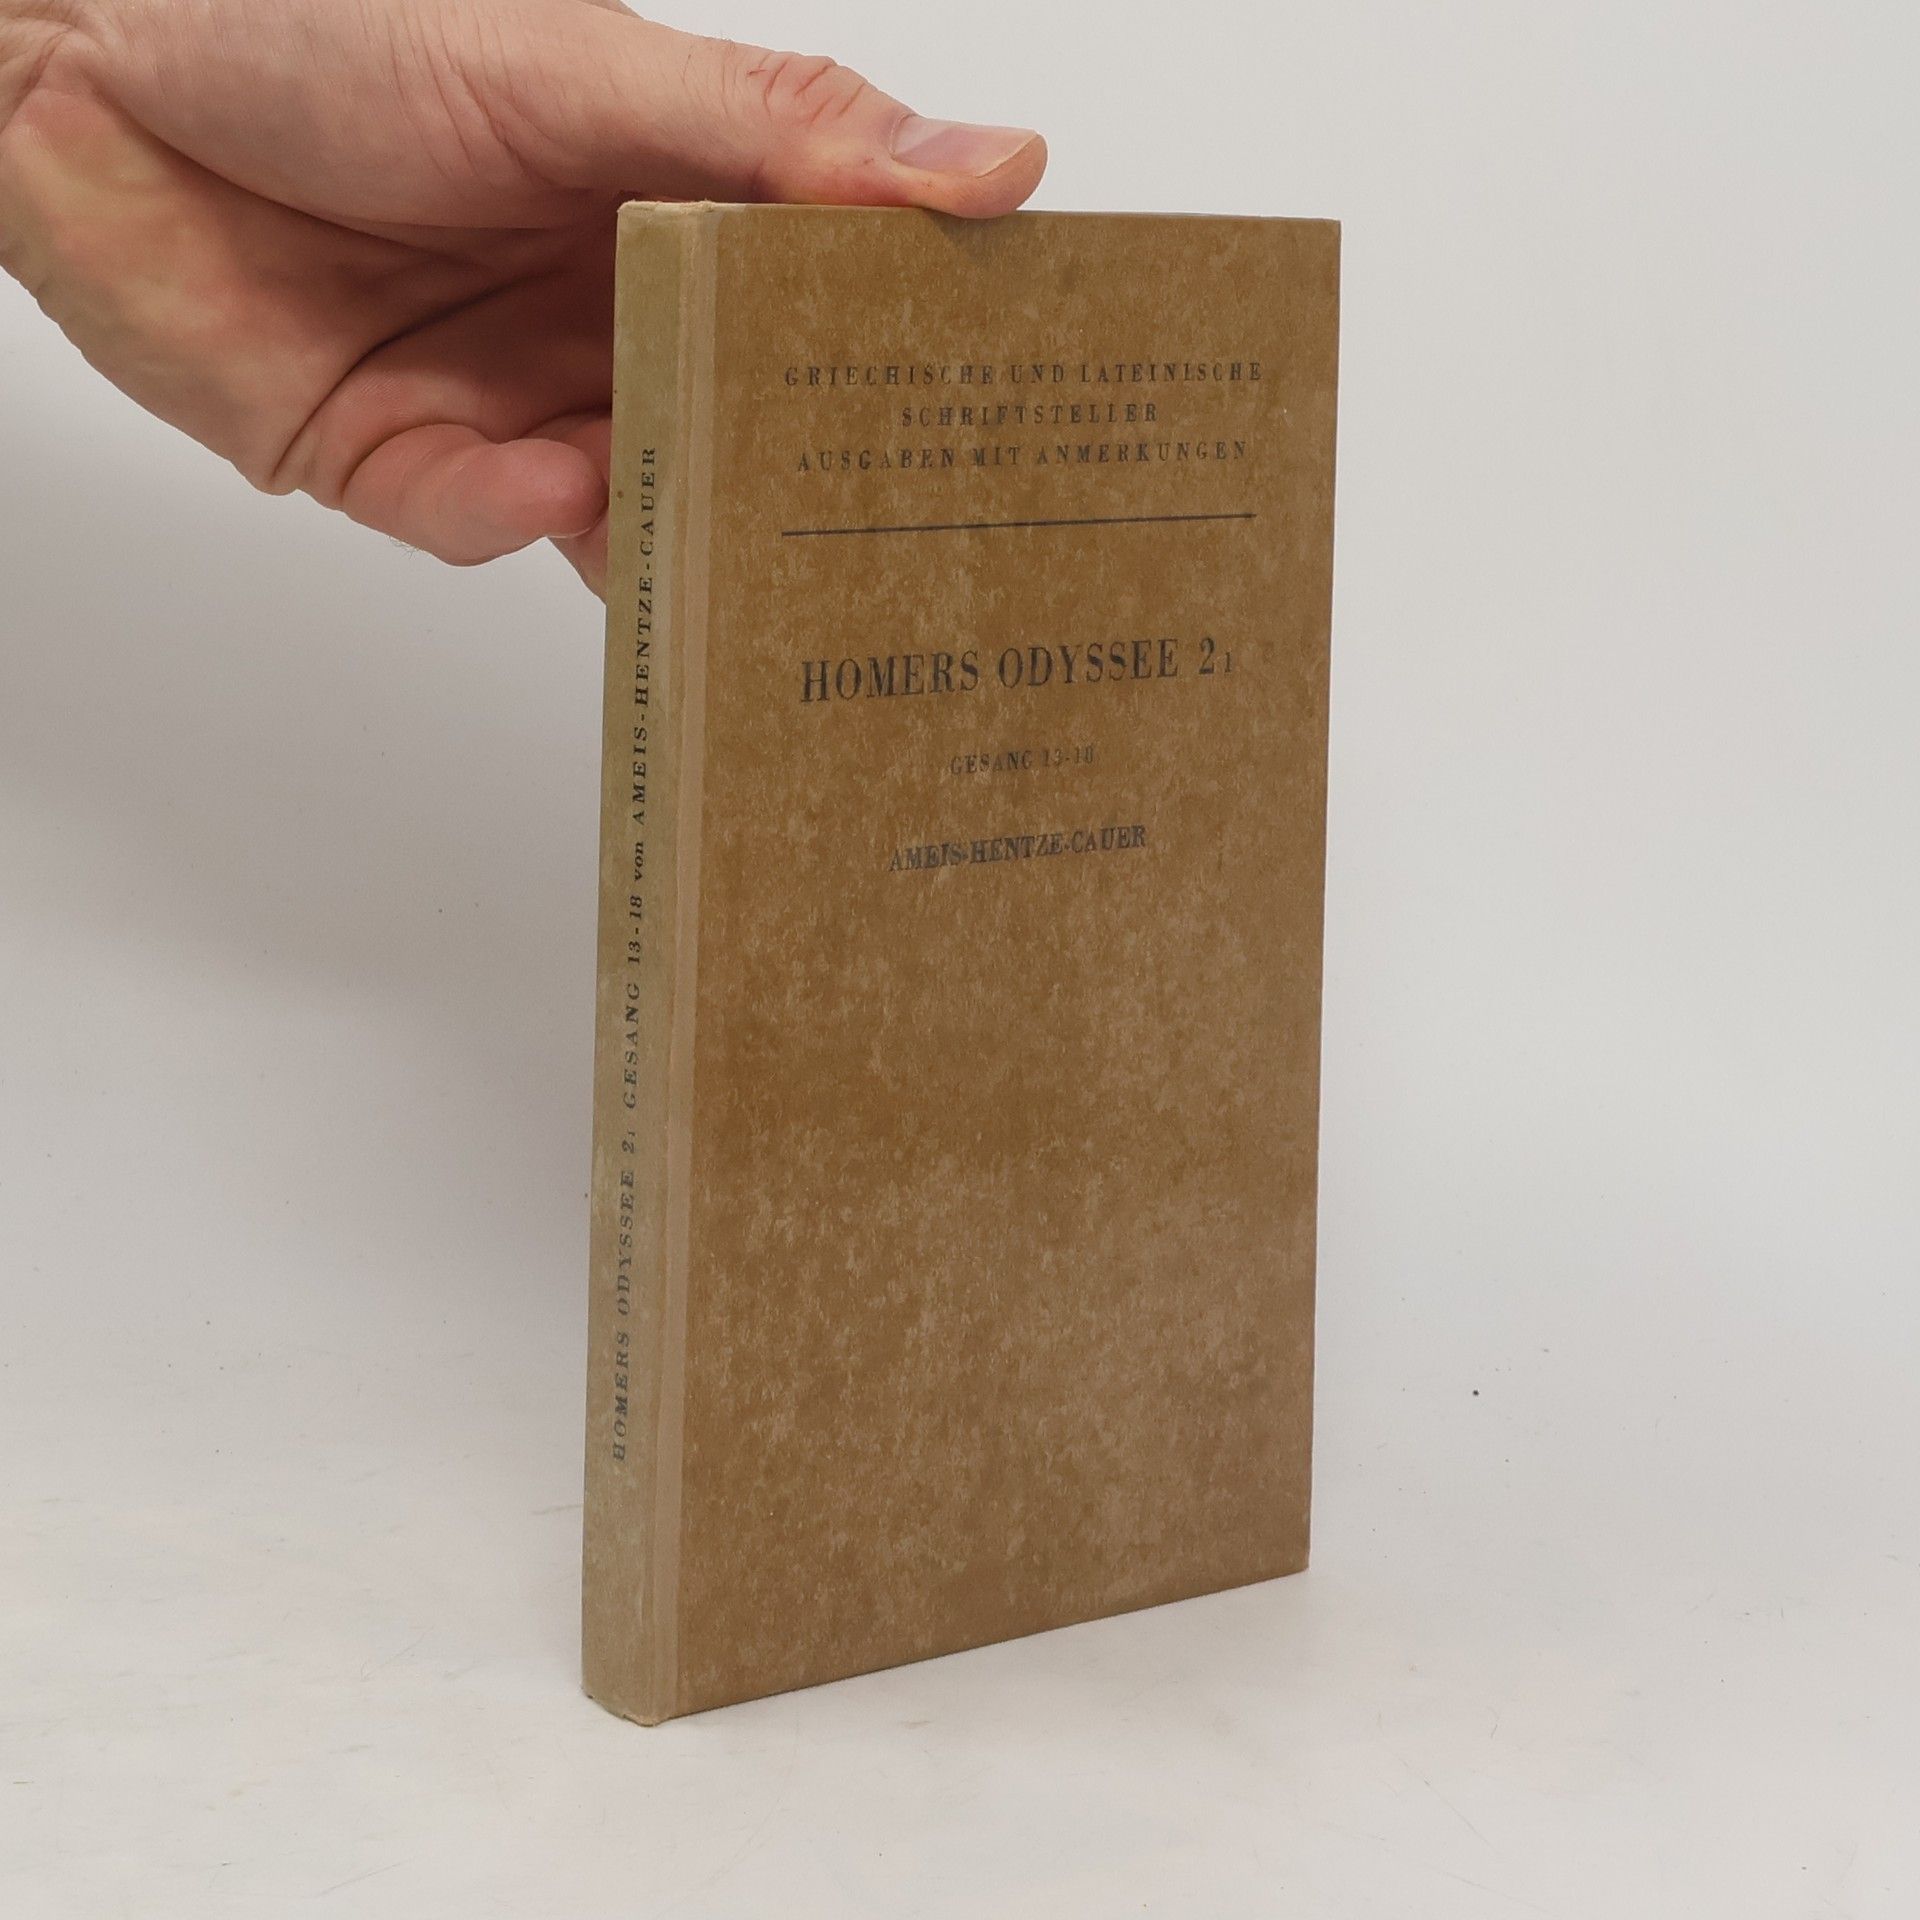 GRIECHISCHE UND LATEINISCHE
SCHRIFTSTELLER
AUSGABEN MIT ANMERKUNGEN
HOMERS ODYSSEE 21
GESANG 13-18
AMEIS-HENTZE-CAUER
HOMERS ODYSSEE 21 GESANG 13-18 von AMEIS-HENTZE-CAUER